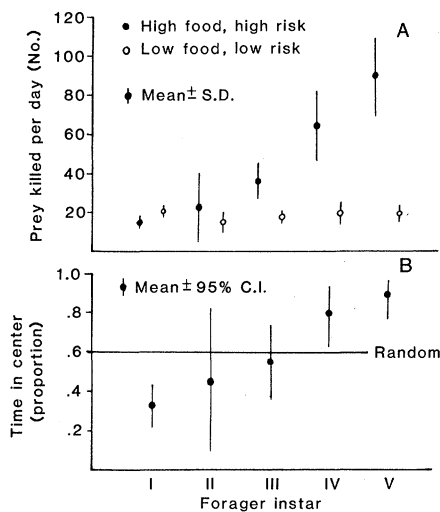 A
● High food, high risk
○ Low food, low risk
Mean ± S.D.
Prey killed per day (No.)
120
100
80
60
40
20
B
Mean ± 95% C.I.
Time in center
(proportion)
1.0
.8
.6
.4
.2
Random
I II III IV V
Forager instar